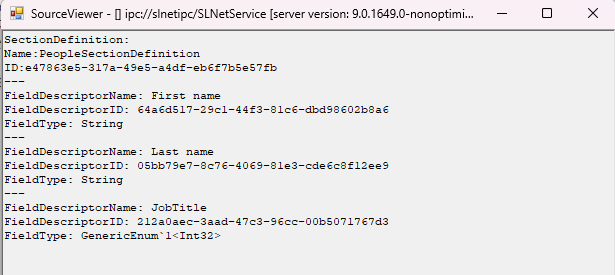 SourceViewer - [] ipc://slnetipc/SLNetService [server version: 9.0.1649.0-nonoptimi...
SectionDefinition:
Name:PeopleSectionDefinition
ID:e47863e5-317a-49e5-a4df-eb6f7b5e57fb
---
FieldDescriptorName: First name
FieldDescriptorID: 64a6d517-29c1-44f3-81c6-dbd98602b8a6
FieldType: String
---
FieldDescriptorName: Last name
FieldDescriptorID: 05bb79e7-8c76-4069-81e3-cde6c8f12ee9
FieldType: String
---
FieldDescriptorName: JobTitle
FieldDescriptorID: 212a0aec-3aad-47c3-96cc-00b5071767d3
FieldType: GenericEnum`1<Int32>